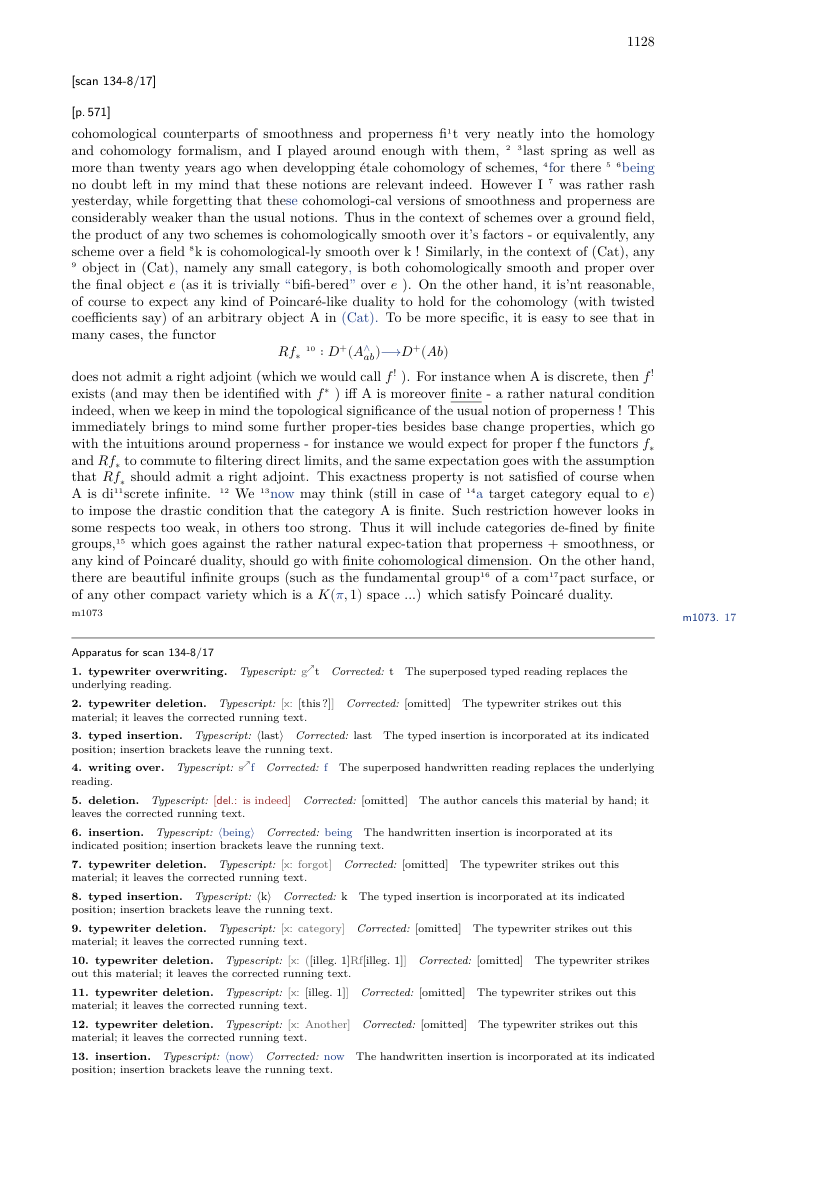 1128
[scan 134-8/17]
[p. 571]
cohomological counterparts of smoothness and properness fi¹t very neatly into the homology
and cohomology formalism, and I played around enough with them, ² ³last spring as well as
more than twenty years ago when developping étale cohomology of schemes, ⁴for there ⁵ ⁶being
no doubt left in my mind that these notions are relevant indeed. However I ⁷ was rather rash
yesterday, while forgetting that these cohomologi-cal versions of smoothness and properness are
considerably weaker than the usual notions. Thus in the context of schemes over a ground field,
the product of any two schemes is cohomologically smooth over it's factors - or equivalently, any
scheme over a field ⁸k is cohomological-ly smooth over k ! Similarly, in the context of (Cat), any
⁹ object in (Cat), namely any small category, is both cohomologically smooth and proper over
the final object e (as it is trivially “bifi-bered” over e ). On the other hand, it is'nt reasonable,
of course to expect any kind of Poincaré-like duality to hold for the cohomology (with twisted
coefficients say) of an arbitrary object A in (Cat). To be more specific, it is easy to see that in
many cases, the functor
Rf_* ¹⁰ : D⁺(A^∧_ab)⟶D⁺(Ab)
does not admit a right adjoint (which we would call f^! ). For instance when A is discrete, then f^!
exists (and may then be identified with f^* ) iff A is moreover finite - a rather natural condition
indeed, when we keep in mind the topological significance of the usual notion of properness ! This
immediately brings to mind some further proper-ties besides base change properties, which go
with the intuitions around properness - for instance we would expect for proper f the functors f_*
and Rf_* to commute to filtering direct limits, and the same expectation goes with the assumption
that Rf_* should admit a right adjoint. This exactness property is not satisfied of course when
A is di¹¹screte infinite. ¹² We ¹³now may think (still in case of ¹⁴a target category equal to e)
to impose the drastic condition that the category A is finite. Such restriction however looks in
some respects too weak, in others too strong. Thus it will include categories de-fined by finite
groups,¹⁵ which goes against the rather natural expec-tation that properness + smoothness, or
any kind of Poincaré duality, should go with finite cohomological dimension. On the other hand,
there are beautiful infinite groups (such as the fundamental group¹⁶ of a com¹⁷pact surface, or
of any other compact variety which is a K(π, 1) space ...) which satisfy Poincaré duality.
m1073
m1073. 17
Apparatus for scan 134-8/17
1. typewriter overwriting. Typescript: g↗t Corrected: t The superposed typed reading replaces the
underlying reading.
2. typewriter deletion. Typescript: [x: [this ?]] Corrected: [omitted] The typewriter strikes out this
material; it leaves the corrected running text.
3. typed insertion. Typescript: ⟨last⟩ Corrected: last The typed insertion is incorporated at its indicated
position; insertion brackets leave the running text.
4. writing over. Typescript: s↗f Corrected: f The superposed handwritten reading replaces the underlying
reading.
5. deletion. Typescript: [del.: is indeed] Corrected: [omitted] The author cancels this material by hand; it
leaves the corrected running text.
6. insertion. Typescript: ⟨being⟩ Corrected: being The handwritten insertion is incorporated at its
indicated position; insertion brackets leave the running text.
7. typewriter deletion. Typescript: [x: forgot] Corrected: [omitted] The typewriter strikes out this
material; it leaves the corrected running text.
8. typed insertion. Typescript: ⟨k⟩ Corrected: k The typed insertion is incorporated at its indicated
position; insertion brackets leave the running text.
9. typewriter deletion. Typescript: [x: category] Corrected: [omitted] The typewriter strikes out this
material; it leaves the corrected running text.
10. typewriter deletion. Typescript: [x: ([illeg. 1]Rf[illeg. 1]] Corrected: [omitted] The typewriter strikes
out this material; it leaves the corrected running text.
11. typewriter deletion. Typescript: [x: [illeg. 1]] Corrected: [omitted] The typewriter strikes out this
material; it leaves the corrected running text.
12. typewriter deletion. Typescript: [x: Another] Corrected: [omitted] The typewriter strikes out this
material; it leaves the corrected running text.
13. insertion. Typescript: ⟨now⟩ Corrected: now The handwritten insertion is incorporated at its indicated
position; insertion brackets leave the running text.